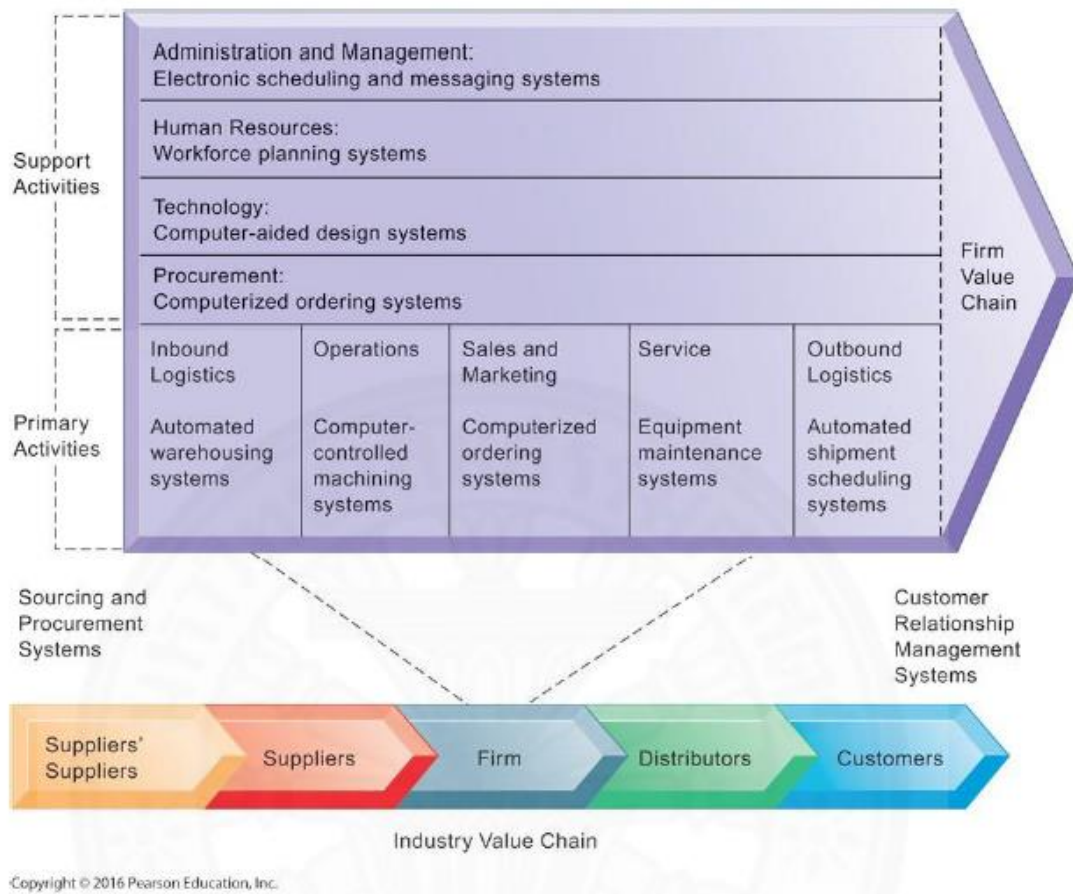 Support
Activities
Administration and Management:
Electronic scheduling and messaging systems
Human Resources:
Workforce planning systems
Technology:
Computer-aided design systems
Procurement:
Computerized ordering systems
Firm
Value
Chain
Primary
Activities
Inbound
Logistics
Automated
warehousing
systems
Operations
Computer-
controlled
machining
systems
Sales and
Marketing
Computerized
ordering
systems
Service
Equipment
maintenance
systems
Outbound
Logistics
Automated
shipment
scheduling
systems
Sourcing and
Procurement
Systems
Customer
Relationship
Management
Systems
Suppliers'
Suppliers
Suppliers
Firm
Distributors
Customers
Industry Value Chain
Copyright © 2016 Pearson Education, Inc.